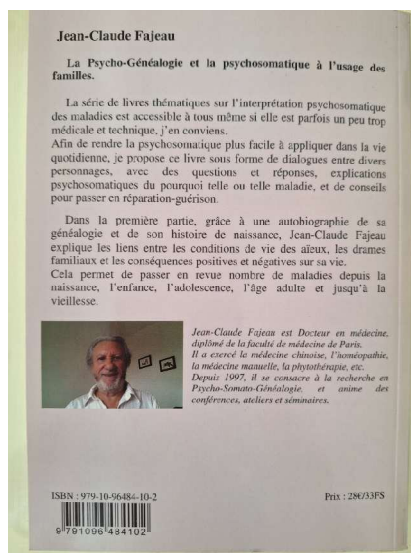 Jean-Claude Fajeau
La Psycho-Généalogie et la psychosomatique à l'usage des
familles.
La série de livres thématiques sur l'interprétation psychosomatique
des maladies est accessible à tous même si elle est parfois un peu trop
médicale et technique, j'en conviens.
Afin de rendre la psychosomatique plus facile à appliquer dans la vie
quotidienne, je propose ce livre sous forme de dialogues entre divers
personnages, avec des questions et réponses, explications
psychosomatiques du pourquoi telle ou telle maladie, et de conseils
pour passer en réparation-guérison.
Dans la première partie, grâce à une autobiographie de sa
généalogie et de son histoire de naissance, Jean-Claude Fajeau
explique les liens entre les conditions de vie des aïeux, les drames
familiaux et les conséquences positives et négatives sur sa vie.
Cela permet de passer en revue nombre de maladies depuis la
naissance, l'enfance, l'adolescence, l'âge adulte et jusqu'à la
vieillesse.
Jean-Claude Fajeau est Docteur en médecine,
diplômé de la faculté de médecine de Paris.
Il a exercé la médecine chinoise, l'homéopathie,
la médecine manuelle, la phytothérapie, etc.
Depuis 1997, il se consacre à la recherche en
Psycho-Somato-Généalogie, et anime des
conférences, ateliers et séminaires.
ISBN : 979-10-96484-10-2
Prix : 28€/33FS
9791096484102